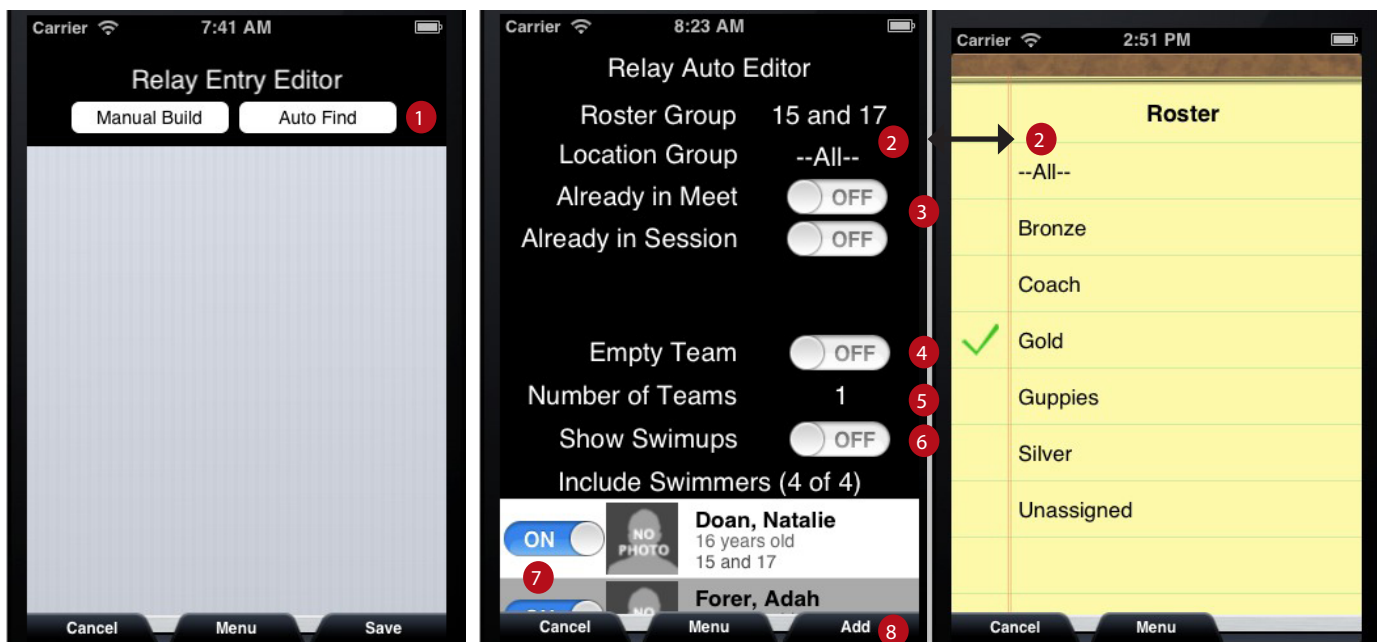 Carrier 7:41 AM
Relay Entry Editor
Manual Build Auto Find 1
Cancel Menu Save
Carrier 8:23 AM
Relay Auto Editor
Roster Group 15 and 17
2
Location Group --All--
Already in Meet OFF
3
Already in Session OFF
Empty Team OFF 4
Number of Teams 1 5
Show Swimups OFF 6
Include Swimmers (4 of 4)
ON NO PHOTO Doan, Natalie
16 years old
15 and 17
7
ON NO Forer, Adah
Cancel Menu Add 8
Carrier 2:51 PM
Roster
2
--All--
Bronze
Coach
Gold
Guppies
Silver
Unassigned
Cancel Menu